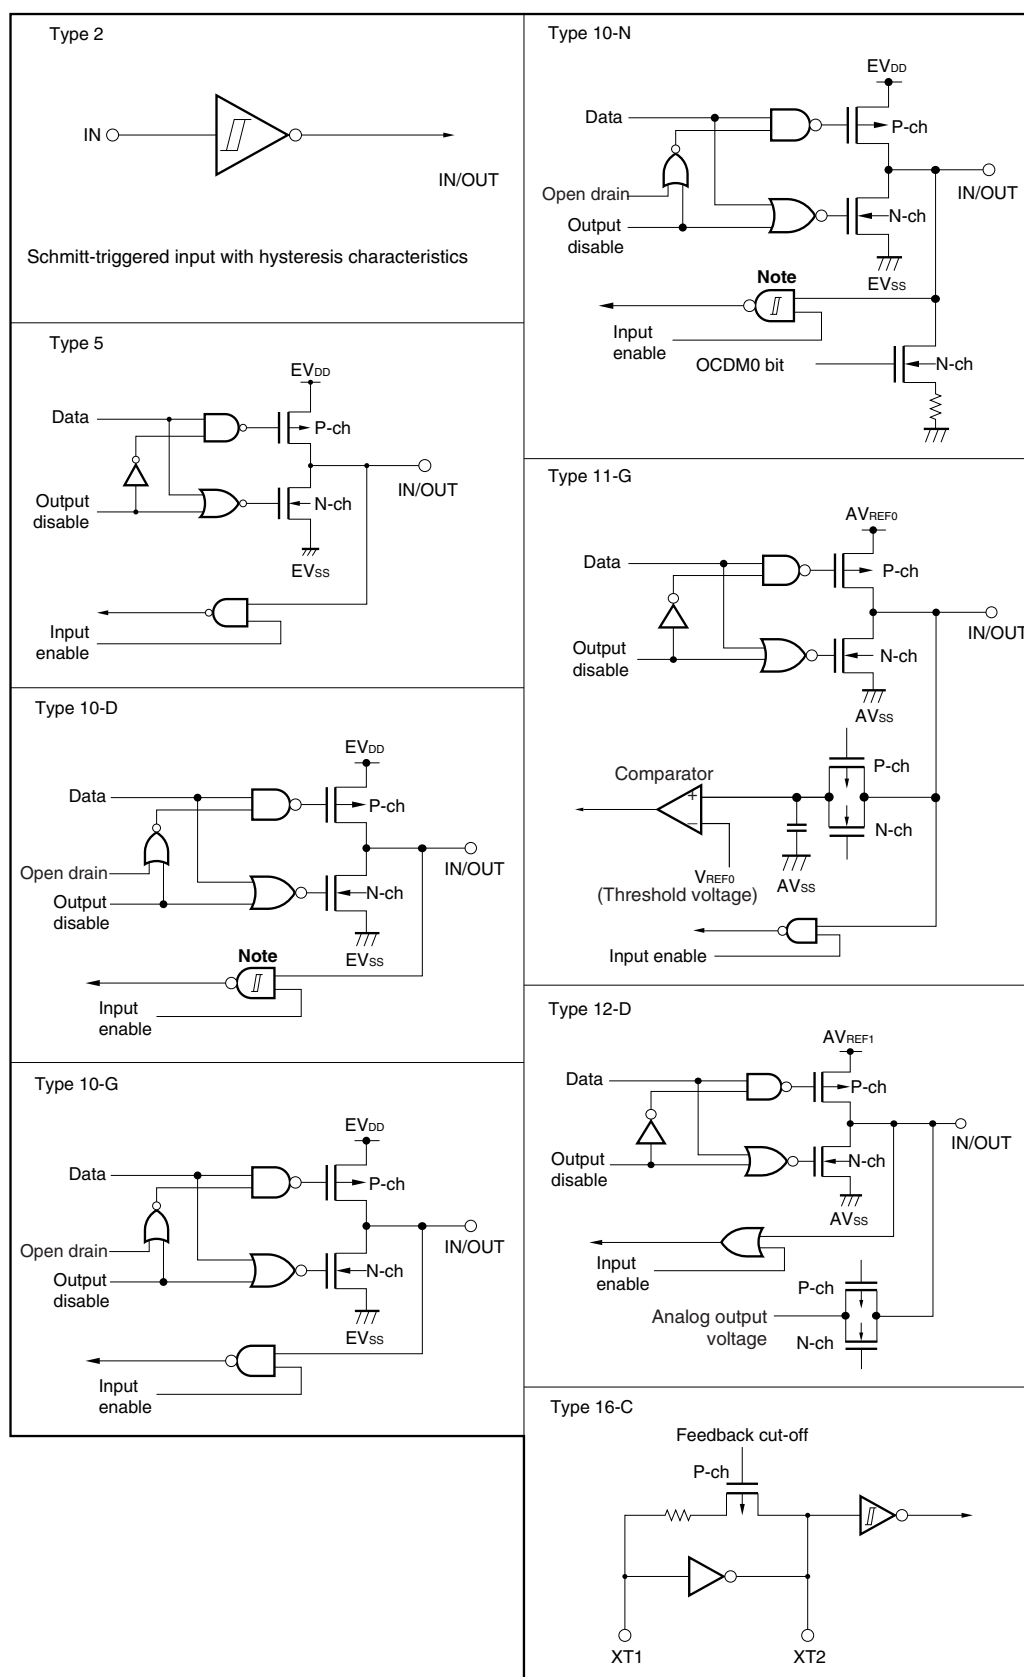 Type 2
IN
IN/OUT
Schmitt-triggered input with hysteresis characteristics
Type 5
EVDD
Data
P-ch
IN/OUT
Output
disable
N-ch
EVSS
Input
enable
Type 10-D
EVDD
Data
P-ch
IN/OUT
Open drain
Output
disable
N-ch
EVSS
Note
Input
enable
Type 10-G
EVDD
Data
P-ch
IN/OUT
Open drain
Output
disable
N-ch
EVSS
Input
enable
Type 10-N
EVDD
Data
P-ch
Open drain
IN/OUT
Output
disable
N-ch
EVSS
Note
Input
enable
OCDM0 bit
N-ch
Type 11-G
AVREF0
Data
P-ch
IN/OUT
Output
disable
N-ch
AVSS
P-ch
Comparator
+
−
N-ch
VREF0
(Threshold voltage)
AVSS
Input enable
Type 12-D
AVREF1
Data
P-ch
IN/OUT
Output
disable
N-ch
AVSS
Input
enable
P-ch
Analog output
voltage
N-ch
Type 16-C
Feedback cut-off
P-ch
XT1
XT2